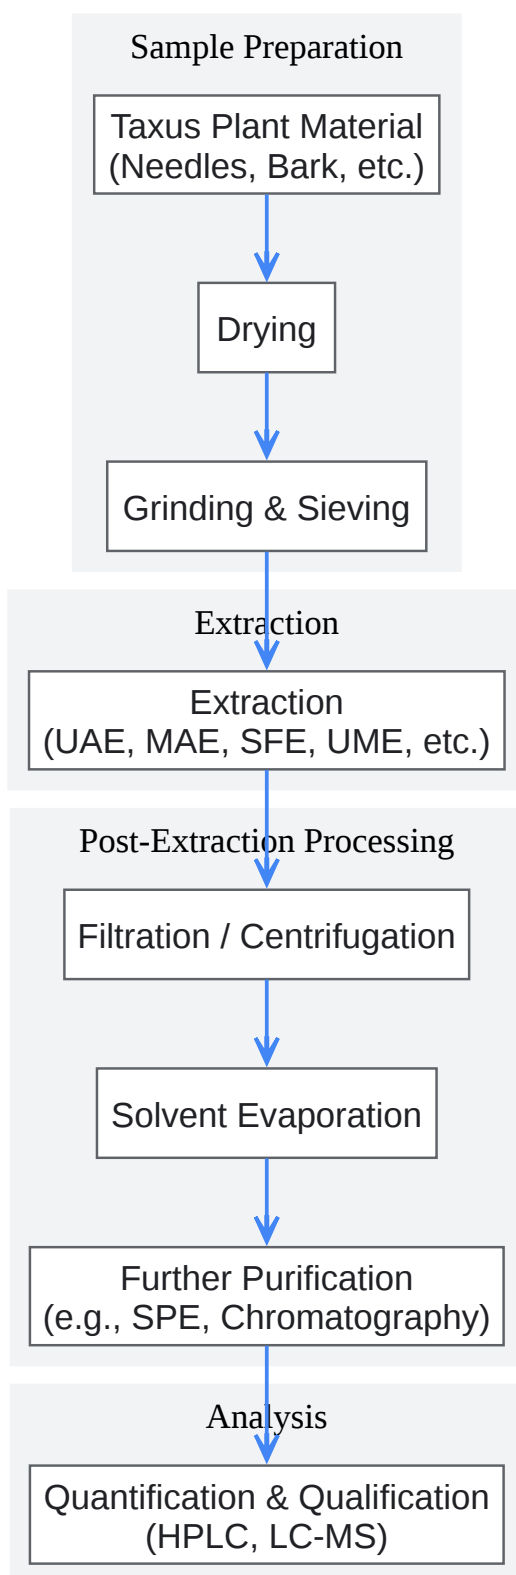 Sample Preparation
Taxus Plant Material
(Needles, Bark, etc.)
Drying
Grinding & Sieving
Extraction
Extraction
(UAE, MAE, SFE, UME, etc.)
Post-Extraction Processing
Filtration / Centrifugation
Solvent Evaporation
Further Purification
(e.g., SPE, Chromatography)
Analysis
Quantification & Qualification
(HPLC, LC-MS)